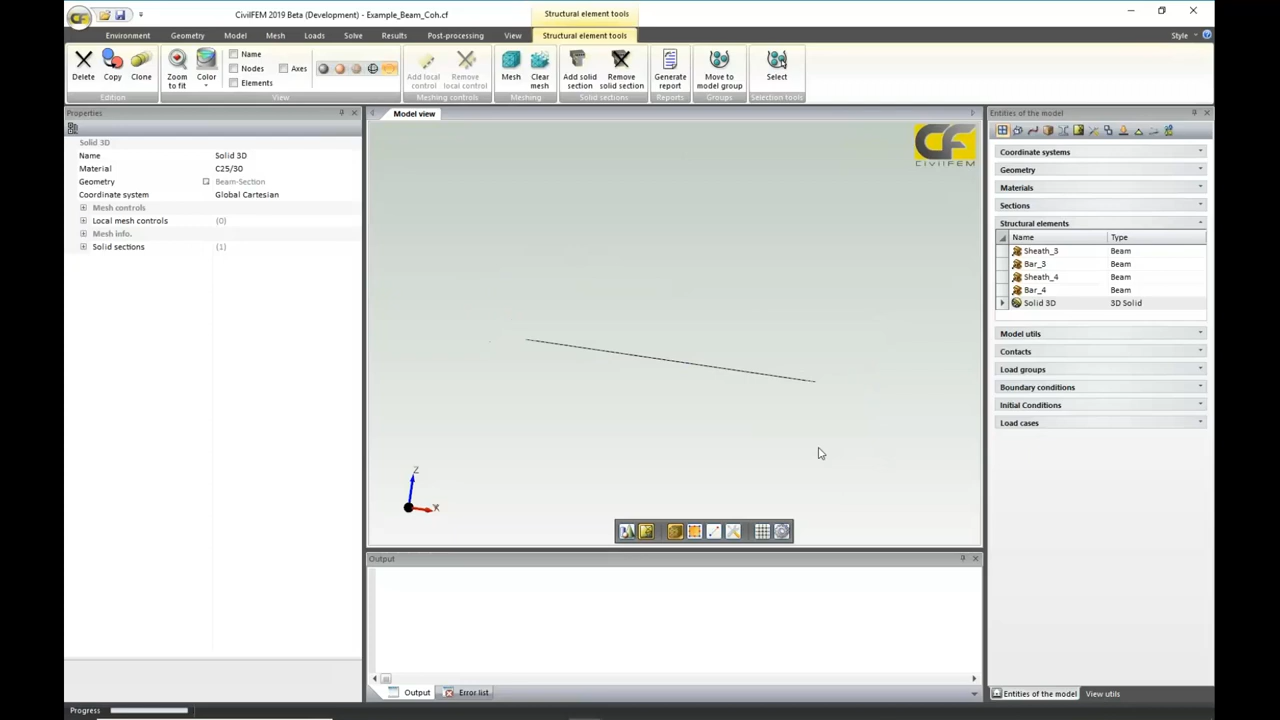 CF
CivilFEM 2019 Beta (Development) - Example_Beam_Coh.cf
Structural element tools
Environment Geometry Model Mesh Loads Solve Results Post-processing View Structural element tools
Style
Delete
Copy
Clone
Edition
Zoom to fit
Color
Name
Nodes
Elements
Axes
View
Add local control
Remove local control
Meshing controls
Mesh
Clear mesh
Meshing
Add solid section
Remove solid section
Solid sections
Generate report
Reports
Move to model group
Groups
Select
Selection tools
Properties
Solid 3D
Name Solid 3D
Material C25/30
Geometry Beam-Section
Coordinate system Global Cartesian
Mesh controls
Local mesh controls (0)
Mesh info.
Solid sections (1)
Model view
CF
CIVILFEM
Z
X
Output
Output Error list
Entities of the model
Coordinate systems
Geometry
Materials
Sections
Structural elements
Name Type
Sheath_3 Beam
Bar_3 Beam
Sheath_4 Beam
Bar_4 Beam
Solid 3D 3D Solid
Model utils
Contacts
Load groups
Boundary conditions
Initial Conditions
Load cases
Entities of the model View utils
Progress